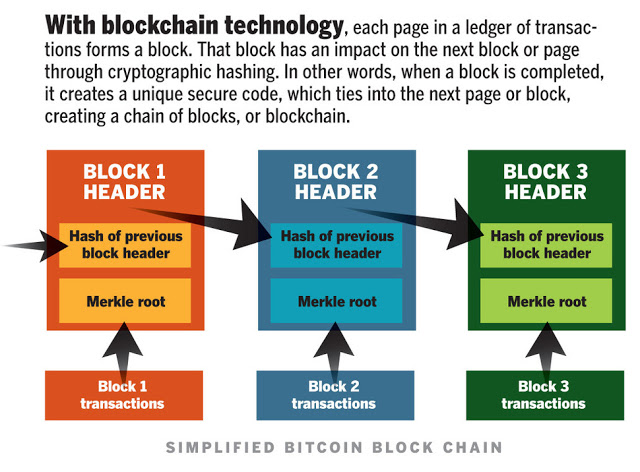 With blockchain technology, each page in a ledger of transac-
tions forms a block. That block has an impact on the next block or page
through cryptographic hashing. In other words, when a block is completed,
it creates a unique secure code, which ties into the next page or block,
creating a chain of blocks, or blockchain.
BLOCK 1
HEADER
Hash of previous
block header
Merkle root
Block 1
transactions
BLOCK 2
HEADER
Hash of previous
block header
Merkle root
Block 2
transactions
BLOCK 3
HEADER
Hash of previous
block header
Merkle root
Block 3
transactions
SIMPLIFIED BITCOIN BLOCK CHAIN